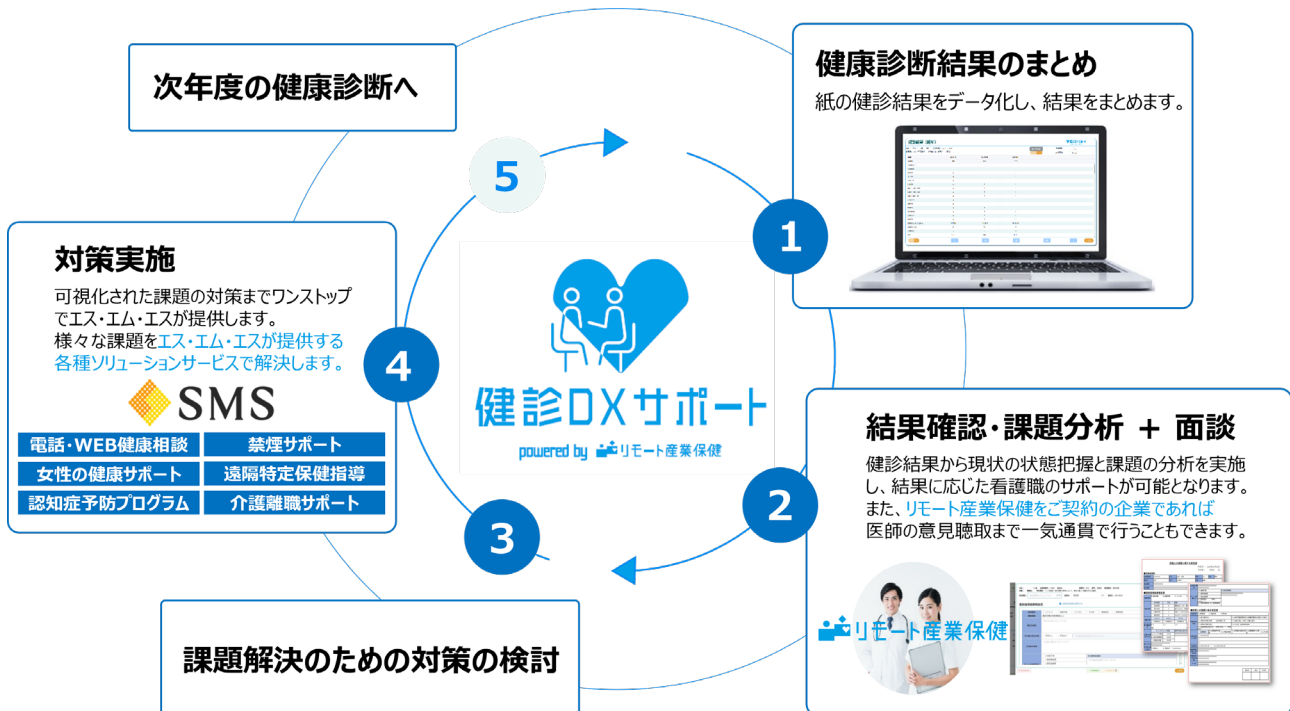 次年度の健康診断へ
健康診断結果のまとめ
紙の健診結果をデータ化し、結果をまとめます。
5
1
対策実施
可視化された課題の対策までワンストップ
でエス・エム・エスが提供します。
様々な課題をエス・エム・エスが提供する
各種ソリューションサービスで解決します。
SMS
電話・WEB健康相談
禁煙サポート
女性の健康サポート
遠隔特定保健指導
認知症予防プログラム
介護離職サポート
4
健診DXサポート
powered by リモート産業保健
2
結果確認・課題分析 + 面談
健診結果から現状の状態把握と課題の分析を実施
し、結果に応じた看護職のサポートが可能となります。
また、リモート産業保健をご契約の企業であれば
医師の意見聴取まで一気通貫で行うこともできます。
リモート産業保健
3
課題解決のための対策の検討